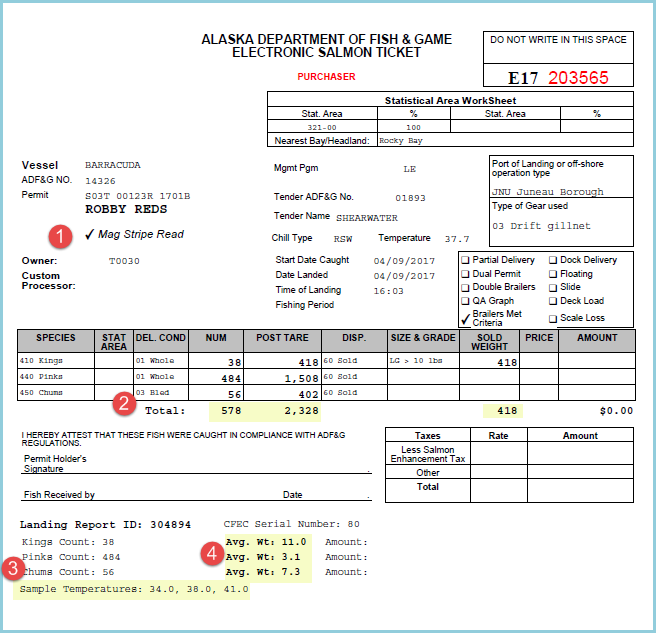 ALASKA DEPARTMENT OF FISH & GAME
ELECTRONIC SALMON TICKET
PURCHASER
DO NOT WRITE IN THIS SPACE
E17 203565
Statistical Area WorkSheet
Stat. Area % Stat. Area %
321-00 100
Nearest Bay/Headland: Rocky Bay
Vessel BARRACUDA
ADF&G NO. 14326
Permit S03T 00123R 1701B
ROBBY REDS
1 ✓ Mag Stripe Read
Owner: T0030
Custom
Processor:
Mgmt Pgm LE
Tender ADF&G No. 01893
Tender Name SHEARWATER
Chill Type RSW Temperature 37.7
Start Date Caught 04/09/2017
Date Landed 04/09/2017
Time of Landing 16:03
Fishing Period
Port of Landing or off-shore
operation type
JNU Juneau Borough
Type of Gear used
03 Drift gillnet
❑ Partial Delivery ❑ Dock Delivery
❑ Dual Permit ❑ Floating
❑ Double Brailers ❑ Slide
❑ QA Graph ❑ Deck Load
✓ Brailers Met
Criteria ❑ Scale Loss
SPECIES STAT AREA DEL. COND NUM POST TARE DISP. SIZE & GRADE SOLD WEIGHT PRICE AMOUNT
410 Kings 01 Whole 38 418 60 Sold LG > 10 lbs 418
440 Pinks 01 Whole 484 1,508 60 Sold
450 Chums 03 Bled 56 402 60 Sold
2 Total: 578 2,328 418 $0.00
I HEREBY ATTEST THAT THESE FISH WERE CAUGHT IN COMPLIANCE WITH ADF&G
REGULATIONS.
Permit Holder's
Signature .
Fish Received by Date .
Taxes Rate Amount
Less Salmon
Enhancement Tax
Other
Total
Landing Report ID: 304894 CFEC Serial Number: 80
Kings Count: 38 Avg. Wt: 11.0 Amount:
Pinks Count: 484 4 Avg. Wt: 3.1 Amount:
3 Chums Count: 56 Avg. Wt: 7.3 Amount:
Sample Temperatures: 34.0, 38.0, 41.0